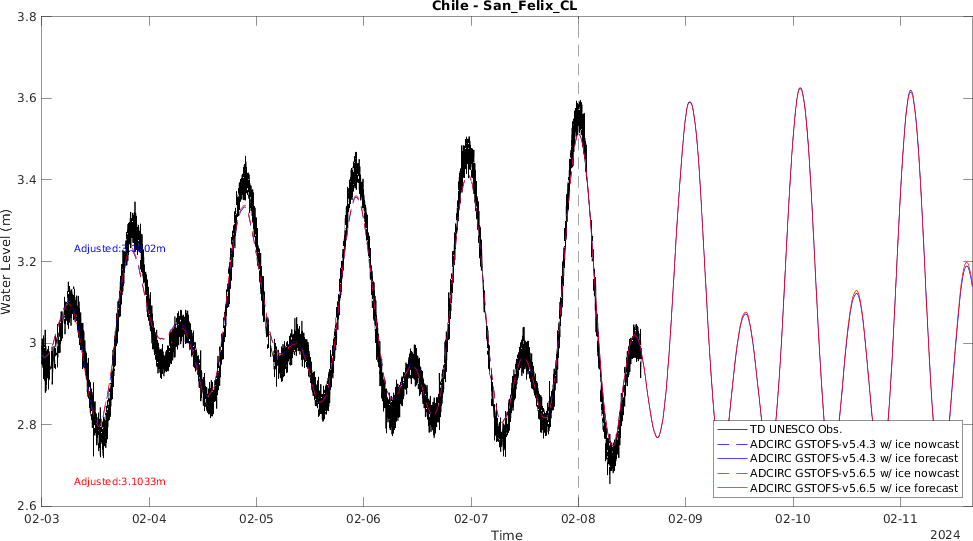 Chile - San_Felix_CL
3.8
3.6
3.4
3.2
3
2.8
2.6
Water Level (m)
Adjusted:
Adjusted:3.1033m
TD UNESCO Obs.
ADCIRC GSTOFS-v5.4.3 w/ ice nowcast
ADCIRC GSTOFS-v5.4.3 w/ ice forecast
ADCIRC GSTOFS-v5.6.5 w/ ice nowcast
ADCIRC GSTOFS-v5.6.5 w/ ice forecast
02-03
02-04
02-05
02-06
02-07
02-08
02-09
02-10
02-11
Time
2024